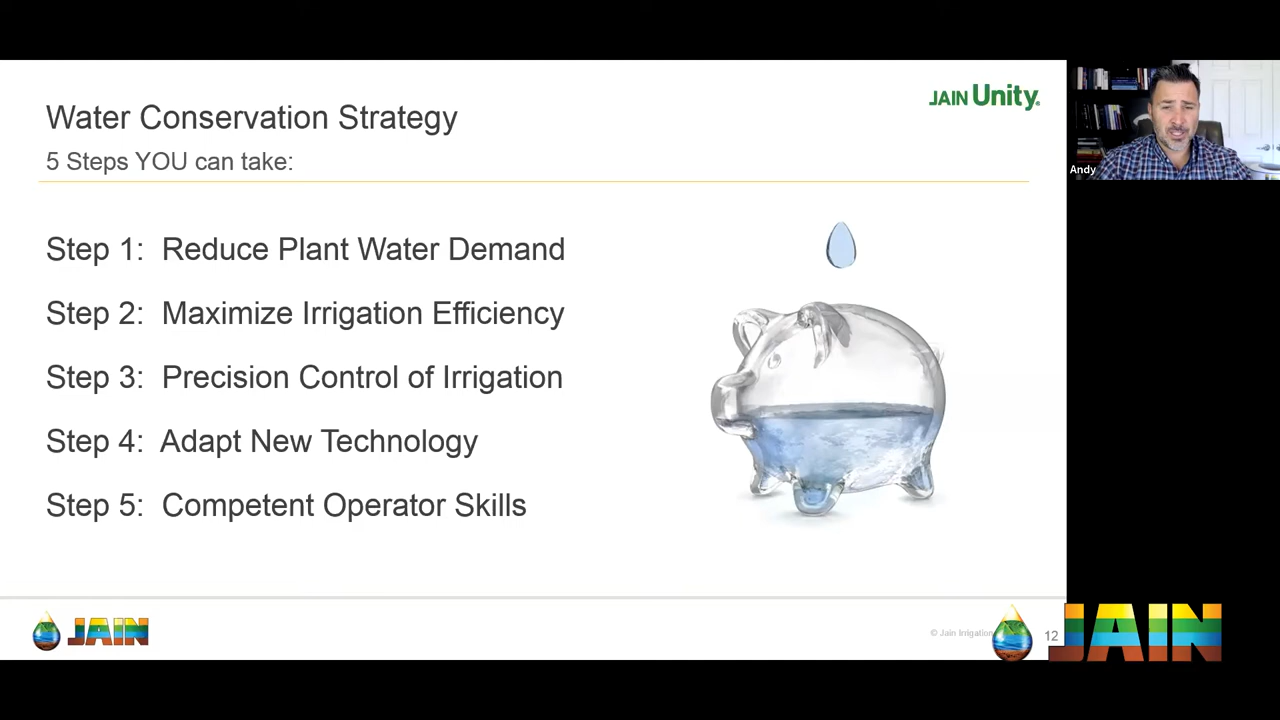 Water Conservation Strategy
5 Steps YOU can take:
JAIN Unity®
Andy
Step 1: Reduce Plant Water Demand
Step 2: Maximize Irrigation Efficiency
Step 3: Precision Control of Irrigation
Step 4: Adapt New Technology
Step 5: Competent Operator Skills
JAIN
© Jain Irrigation
12
JAIN